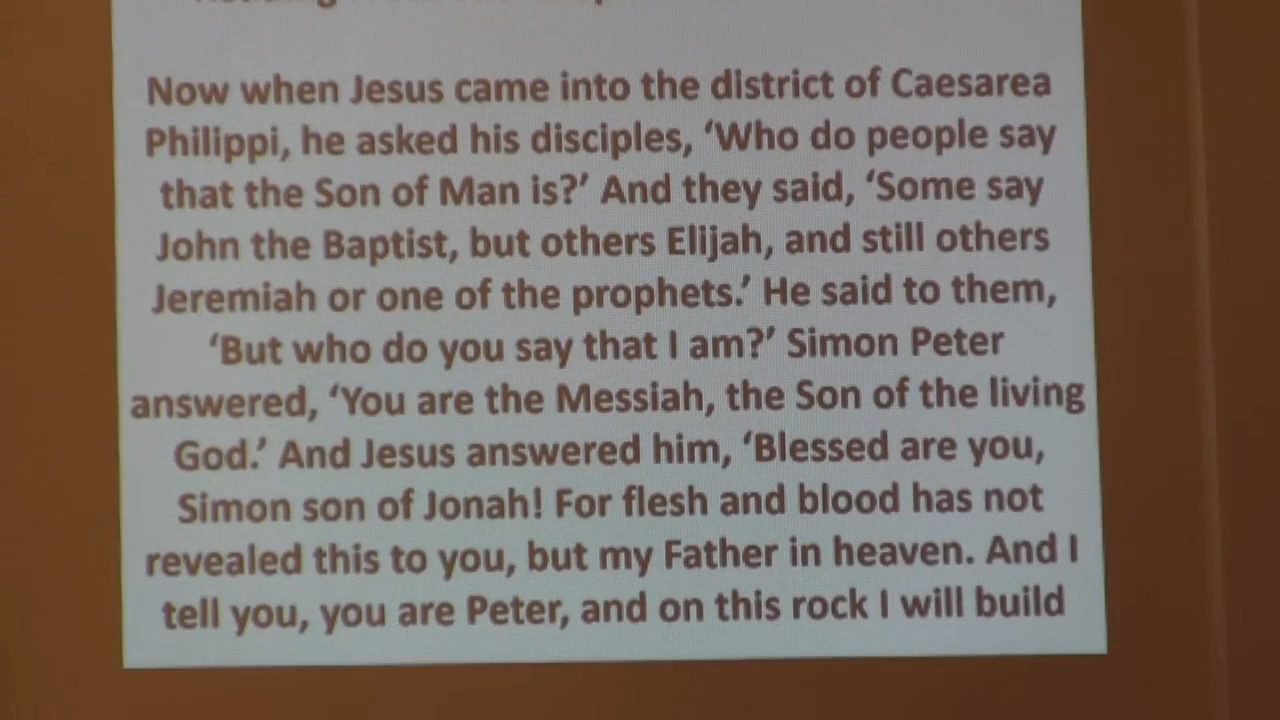 Now when Jesus came into the district of Caesarea
Philippi, he asked his disciples, ‘Who do people say
that the Son of Man is?’ And they said, ‘Some say
John the Baptist, but others Elijah, and still others
Jeremiah or one of the prophets.’ He said to them,
‘But who do you say that I am?’ Simon Peter
answered, ‘You are the Messiah, the Son of the living
God.’ And Jesus answered him, ‘Blessed are you,
Simon son of Jonah! For flesh and blood has not
revealed this to you, but my Father in heaven. And I
tell you, you are Peter, and on this rock I will build